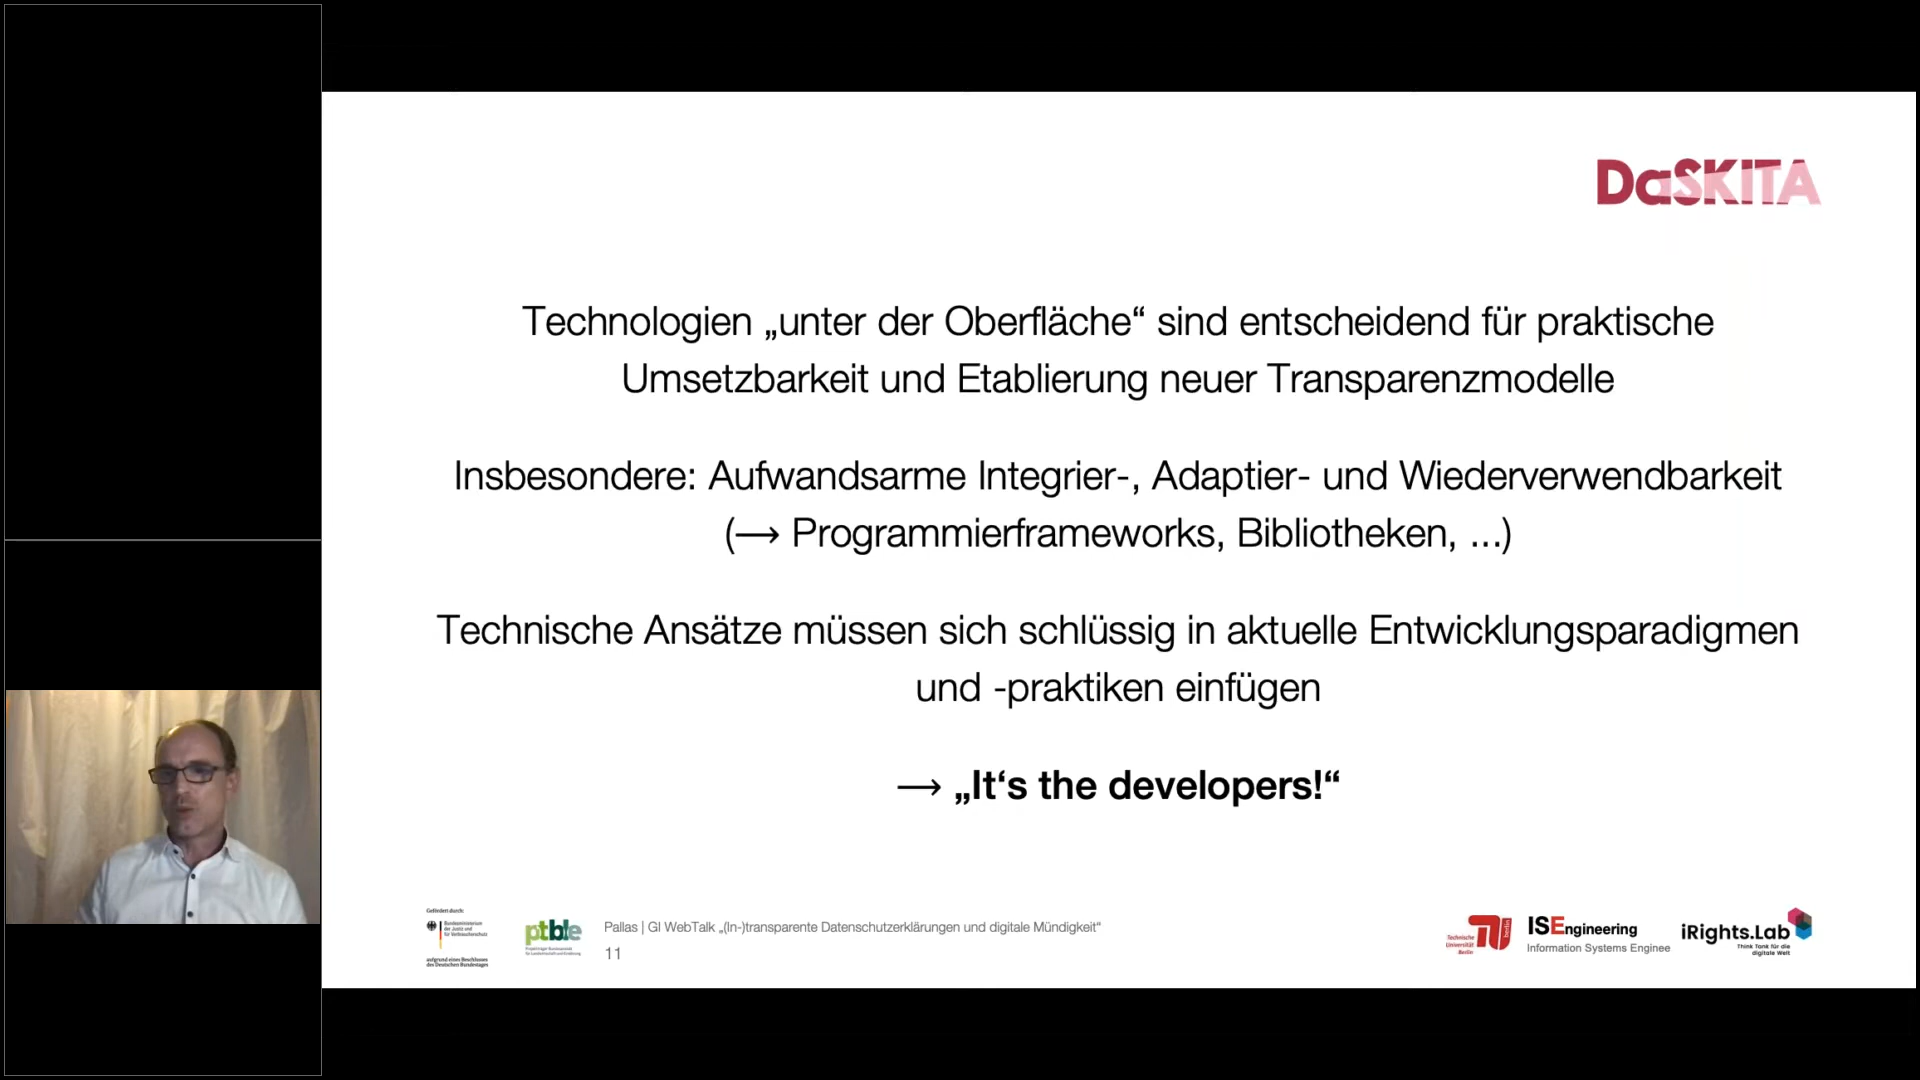 DaSKITA
Technologien „unter der Oberfläche“ sind entscheidend für praktische
Umsetzbarkeit und Etablierung neuer Transparenzmodelle
Insbesondere: Aufwandsarme Integrier-, Adaptier- und Wiederverwendbarkeit
(⟶ Programmierframeworks, Bibliotheken, ...)
Technische Ansätze müssen sich schlüssig in aktuelle Entwicklungsparadigmen
und -praktiken einfügen
⟶ „It‘s the developers!“
Gefördert durch:
Bundesministerium
der Justiz und
für Verbraucherschutz
aufgrund eines Beschlusses
des Deutschen Bundestages
ptble
Projektträger Bundesanstalt
für Landwirtschaft und Ernährung
Pallas | GI WebTalk „(In-)transparente Datenschutzerklärungen und digitale Mündigkeit“
11
Technische
Universität
Berlin
berlin
ISEngineering
Information Systems Enginee
iRights.Lab
Think Tank für die
digitale Welt